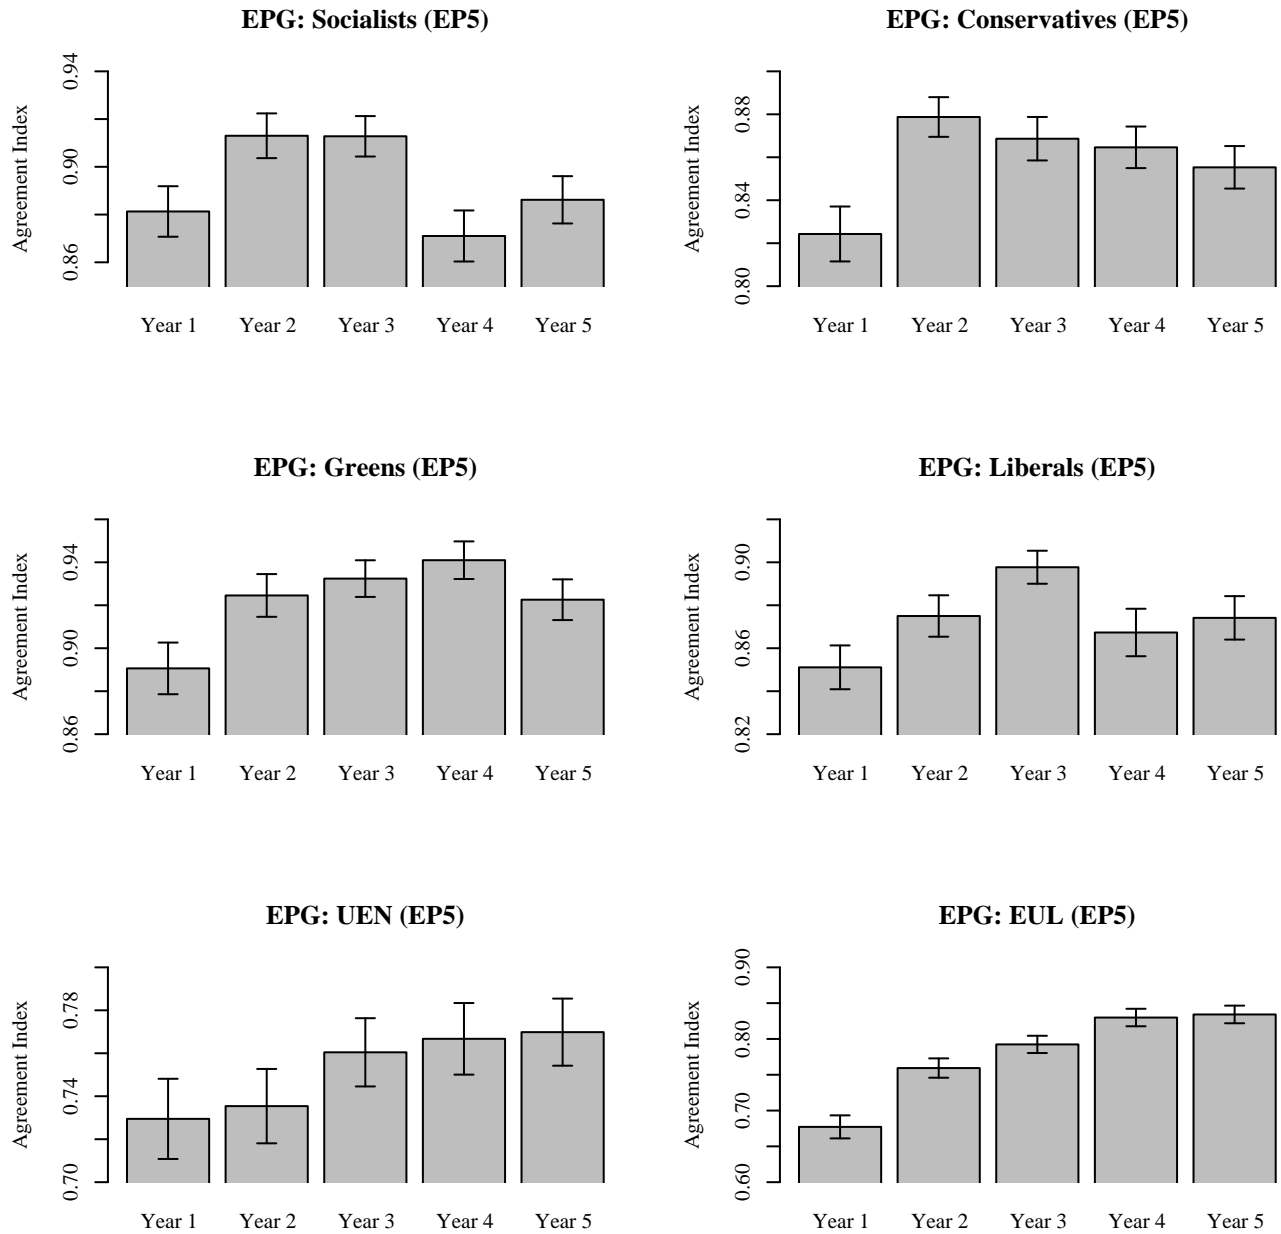 EPG: Socialists (EP5)
Agreement Index
0.94
0.90
0.86
Year 1 Year 2 Year 3 Year 4 Year 5
EPG: Conservatives (EP5)
Agreement Index
0.88
0.84
0.80
Year 1 Year 2 Year 3 Year 4 Year 5
EPG: Greens (EP5)
Agreement Index
0.94
0.90
0.86
Year 1 Year 2 Year 3 Year 4 Year 5
EPG: Liberals (EP5)
Agreement Index
0.90
0.86
0.82
Year 1 Year 2 Year 3 Year 4 Year 5
EPG: UEN (EP5)
Agreement Index
0.78
0.74
0.70
Year 1 Year 2 Year 3 Year 4 Year 5
EPG: EUL (EP5)
Agreement Index
0.90
0.80
0.70
0.60
Year 1 Year 2 Year 3 Year 4 Year 5